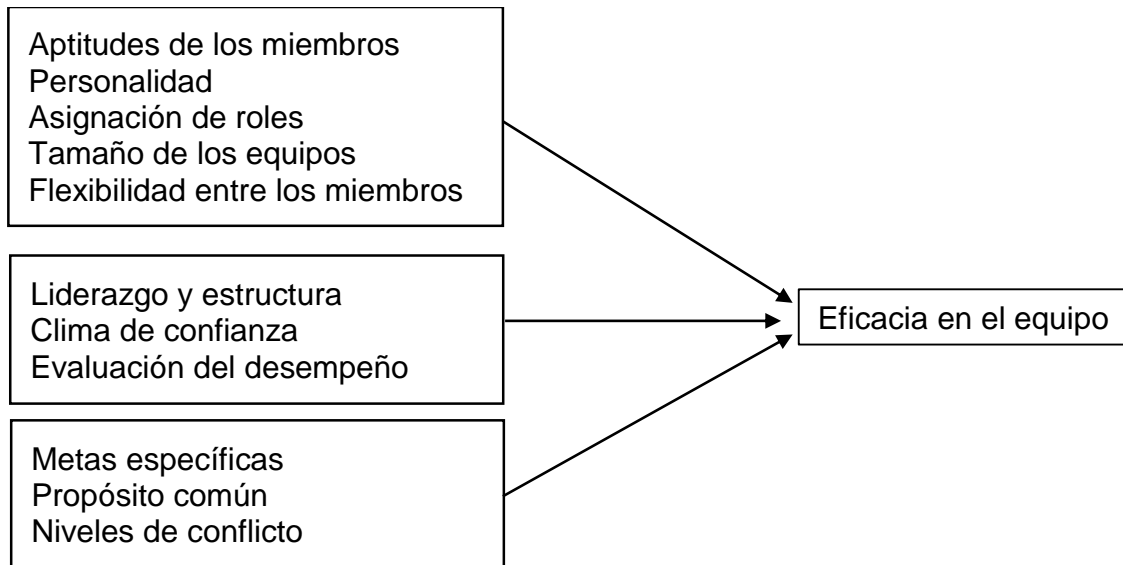 Aptitudes de los miembros
Personalidad
Asignación de roles
Tamaño de los equipos
Flexibilidad entre los miembros
Liderazgo y estructura
Clima de confianza
Evaluación del desempeño
Metas específicas
Propósito común
Niveles de conflicto
Eficacia en el equipo